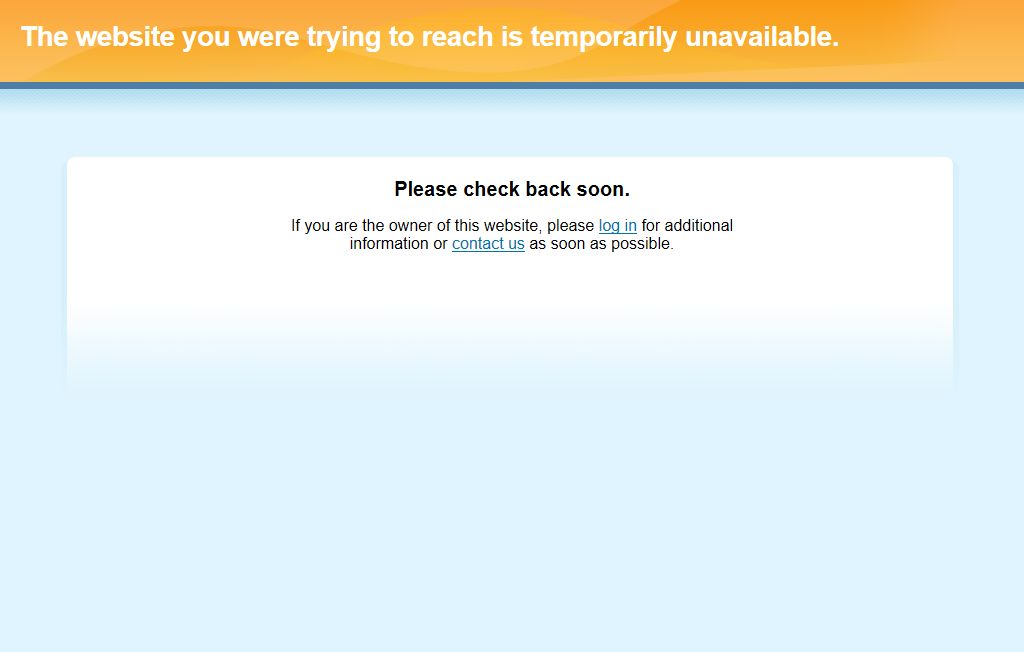 The website you were trying to reach is temporarily unavailable.
Please check back soon.
If you are the owner of this website, please log in for additional
information or contact us as soon as possible.